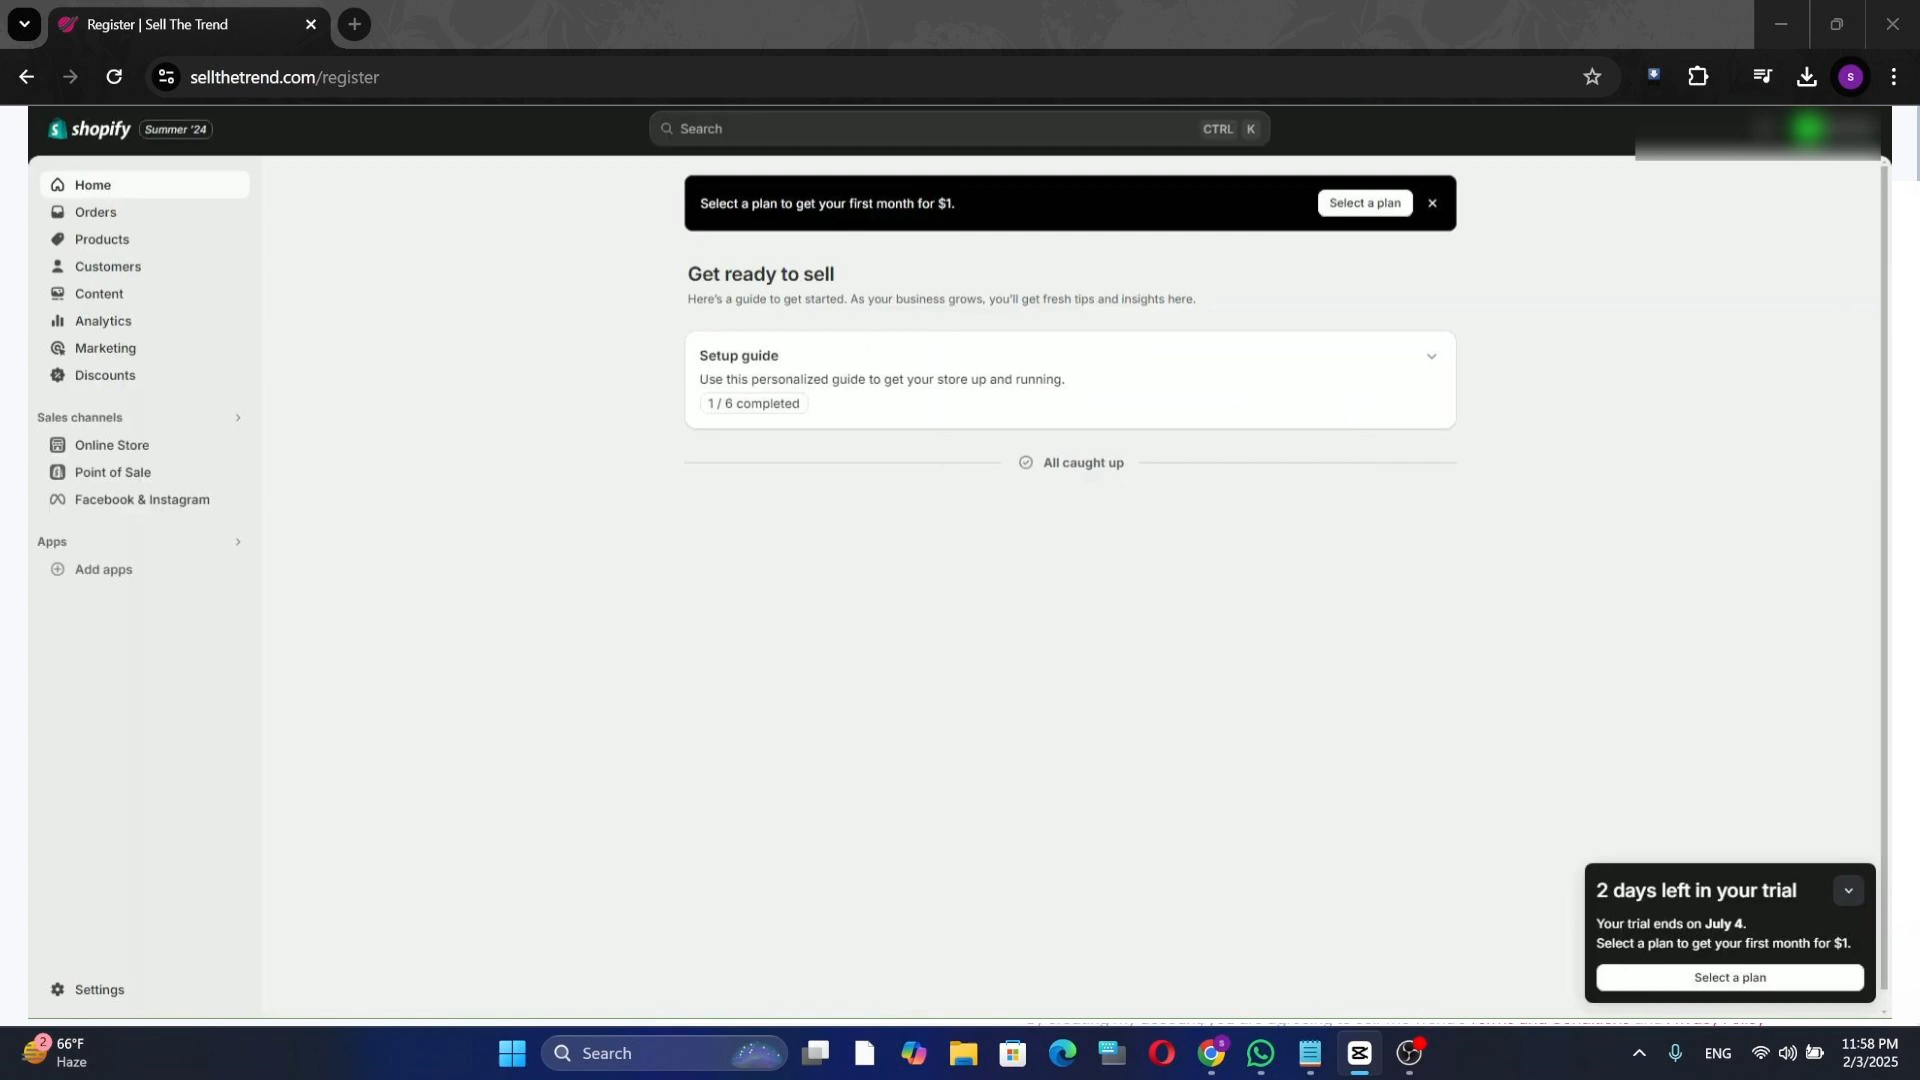 Register | Sell The Trend
sellthetrend.com/register
S
shopify
Summer '24
Search
CTRL K
Home
Orders
Products
Customers
Content
Analytics
Marketing
Discounts
Sales channels
Online Store
Point of Sale
Facebook & Instagram
Apps
Add apps
Settings
Select a plan to get your first month for $1.
Select a plan
Get ready to sell
Here's a guide to get started. As your business grows, you'll get fresh tips and insights here.
Setup guide
Use this personalized guide to get your store up and running.
1 / 6 completed
All caught up
2 days left in your trial
Your trial ends on July 4.
Select a plan to get your first month for $1.
Select a plan
2
66°F
Haze
Search
ENG
11:58 PM
2/3/2025